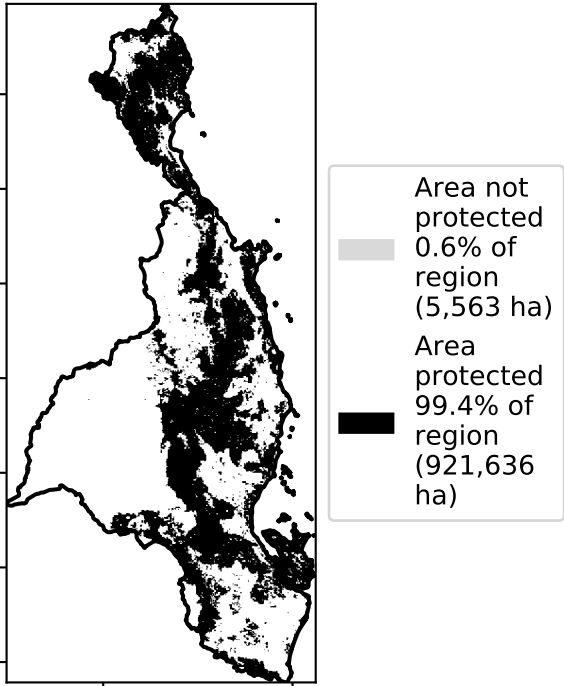 Area not
protected
0.6% of
region
(5,563 ha)
Area
protected
99.4% of
region
(921,636
ha)